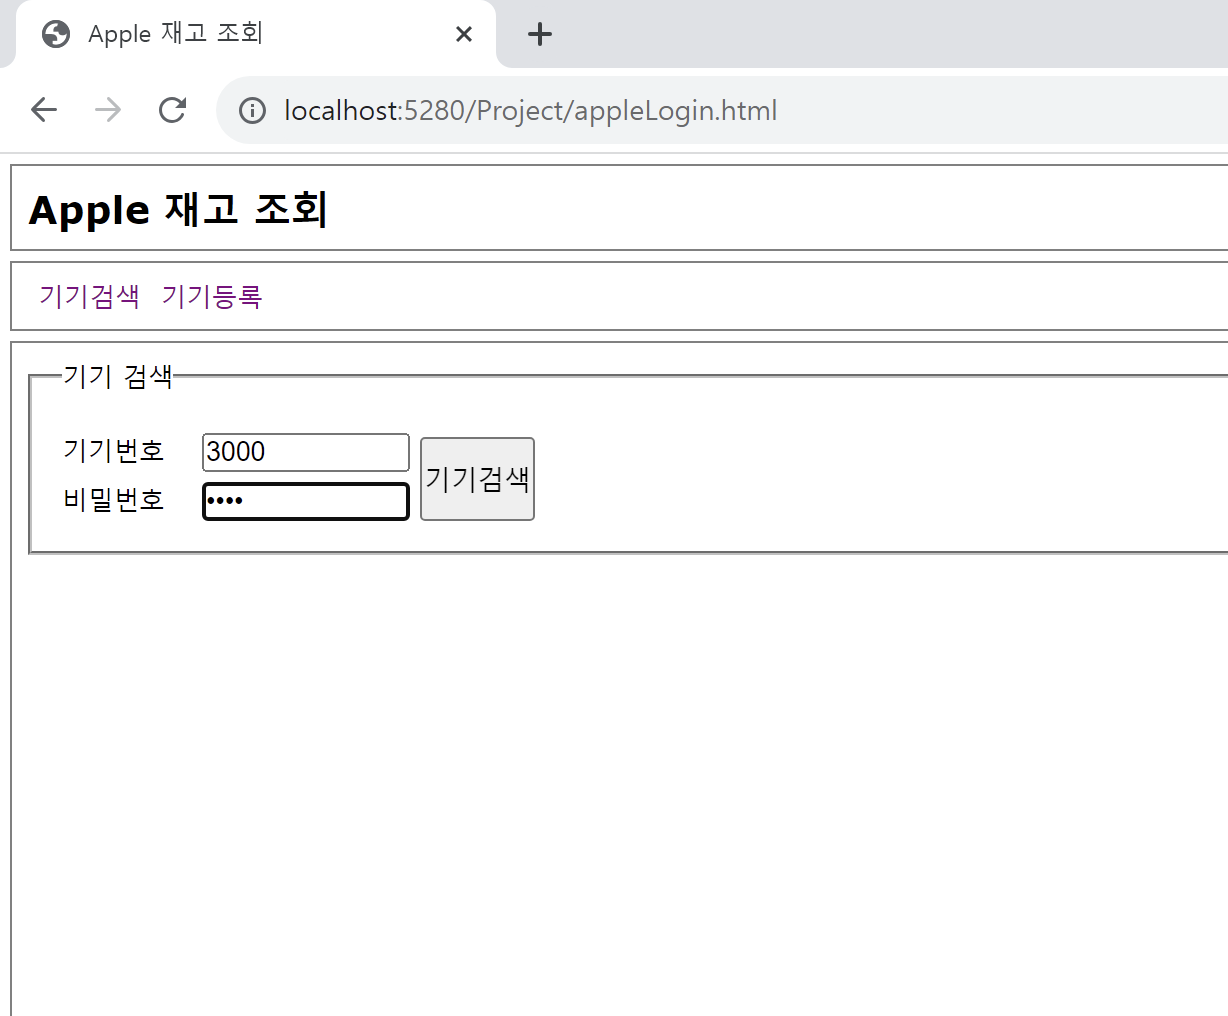 Apple 재고 조회
localhost:5280/Project/appleLogin.html
Apple 재고 조회
기기검색 기기등록
기기 검색
기기번호 3000
기기검색
비밀번호 ••••